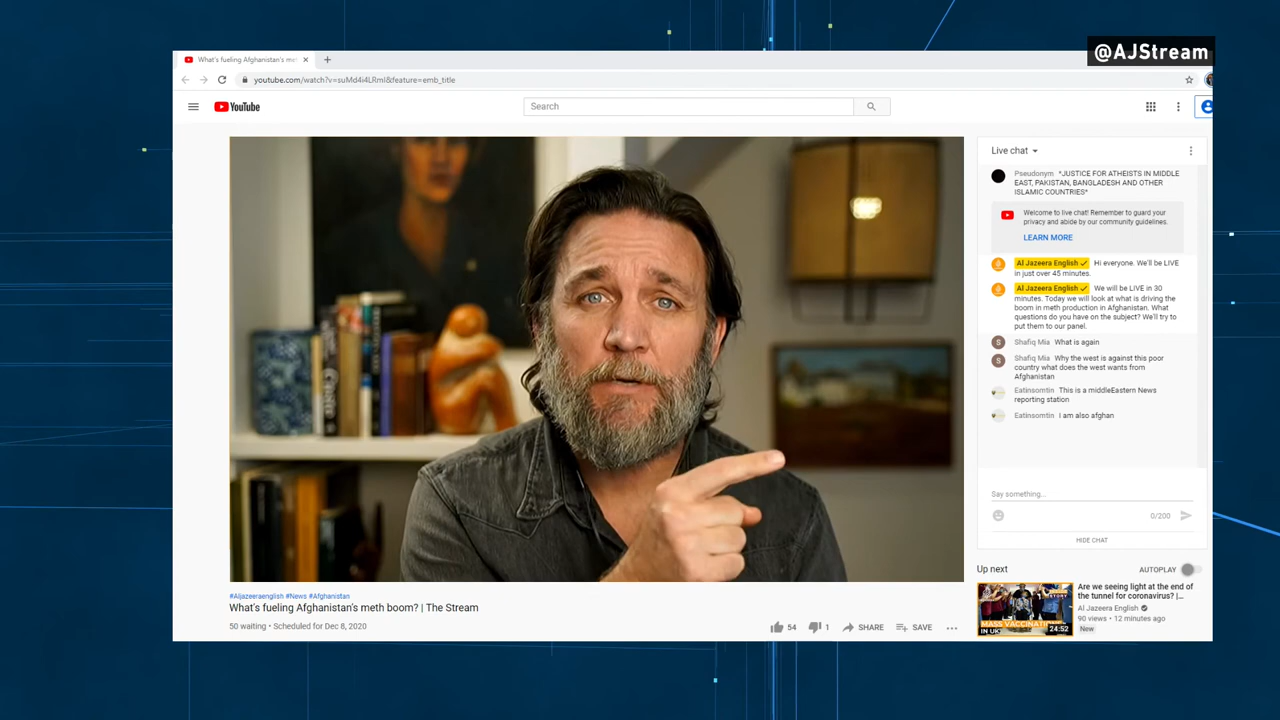 @AJStream
What's fueling Afghanistan's me
youtube.com/watch?v=suMd4i4LRmI&feature=emb_title
YouTube
Search
Live chat
Pseudonym *JUSTICE FOR ATHEISTS IN MIDDLE
EAST, PAKISTAN, BANGLADESH AND OTHER
ISLAMIC COUNTRIES*
Welcome to live chat! Remember to guard your
privacy and abide by our community guidelines.
LEARN MORE
Al Jazeera English Hi everyone. We'll be LIVE
in just over 45 minutes.
Al Jazeera English We will be LIVE in 30
minutes. Today we will look at what is driving the
boom in meth production in Afghanistan. What
questions do you have on the subject? We'll try to
put them to our panel.
S Shafiq Mia What is again
S Shafiq Mia Why the west is against this poor
country what does the west wants from
Afghanistan
Eatinsomtin This is a middleEastern News
reporting station
Eatinsomtin I am also afghan
Say something...
0/200
HIDE CHAT
#Aljazeeraenglish #News #Afghanistan
What's fueling Afghanistan's meth boom? | The Stream
50 waiting • Scheduled for Dec 8, 2020
54 1 SHARE SAVE
Up next AUTOPLAY
MASS VACCINATION
IN UK
24:52
Are we seeing light at the end of
the tunnel for coronavirus? |...
Al Jazeera English
90 views • 12 minutes ago
New